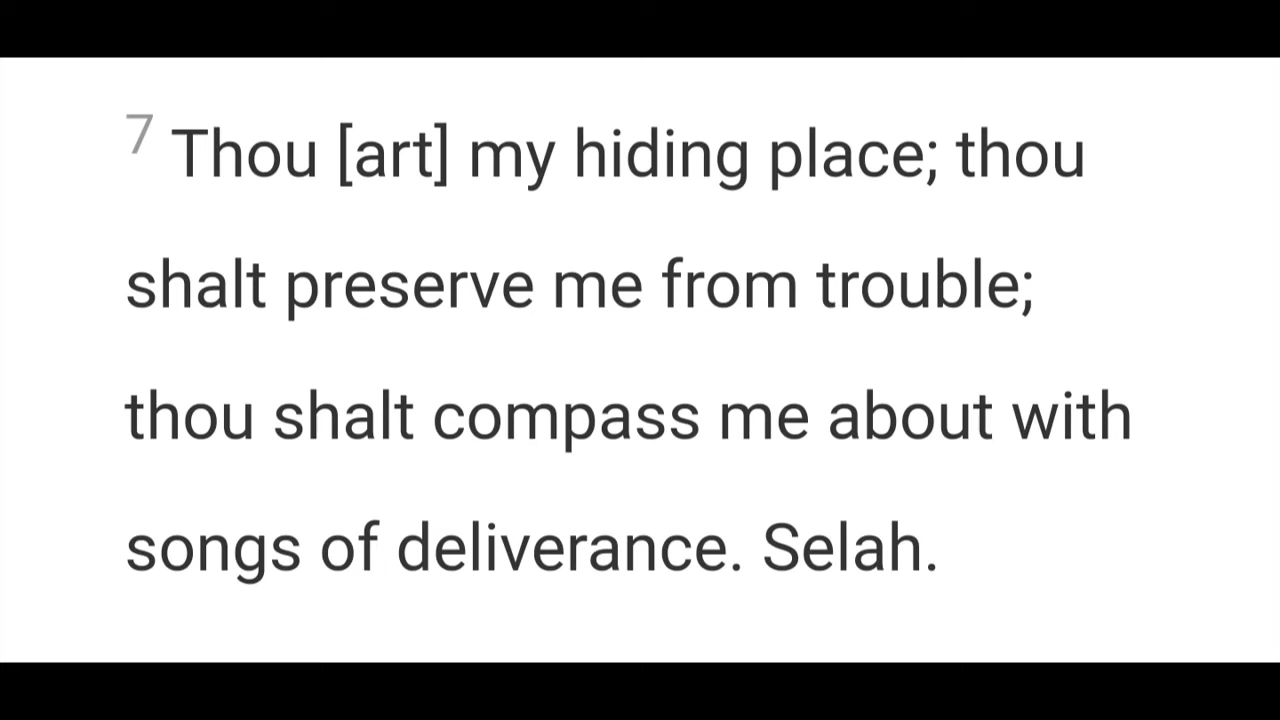 7 Thou [art] my hiding place; thou
shalt preserve me from trouble;
thou shalt compass me about with
songs of deliverance. Selah.